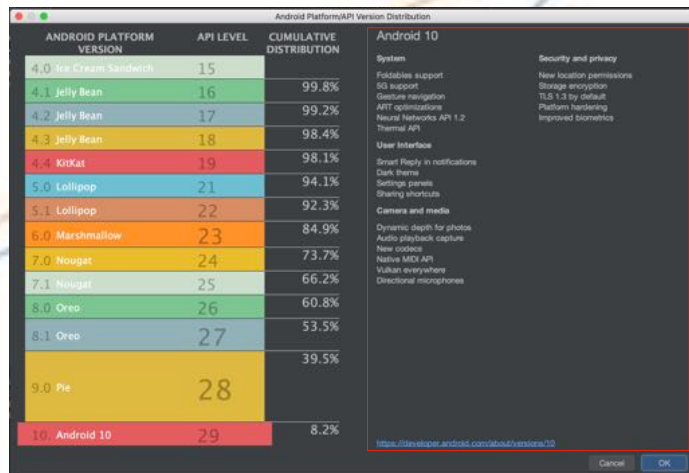 Android Platform/API Version Distribution
ANDROID PLATFORM VERSION API LEVEL CUMULATIVE DISTRIBUTION
4.0 Ice Cream Sandwich 15
4.1 Jelly Bean 16 99.8%
4.2 Jelly Bean 17 99.2%
4.3 Jelly Bean 18 98.4%
4.4 KitKat 19 98.1%
5.0 Lollipop 21 94.1%
5.1 Lollipop 22 92.3%
6.0 Marshmallow 23 84.9%
7.0 Nougat 24 73.7%
7.1 Nougat 25 66.2%
8.0 Oreo 26 60.8%
8.1 Oreo 27 53.5%
9.0 Pie 28 39.5%
10. Android 10 29 8.2%
Android 10
System
Foldables support
5G support
Gesture navigation
ART optimizations
Neural Networks API 1.2
Thermal API
User Interface
Smart Reply in notifications
Dark theme
Settings panels
Sharing shortcuts
Camera and media
Dynamic depth for photos
Audio playback capture
New codecs
Native MIDI API
Vulkan everywhere
Directional microphones
Security and privacy
New location permissions
Storage encryption
TLS 1.3 by default
Platform hardening
Improved biometrics
https://developer.android.com/about/versions/10
Cancel OK